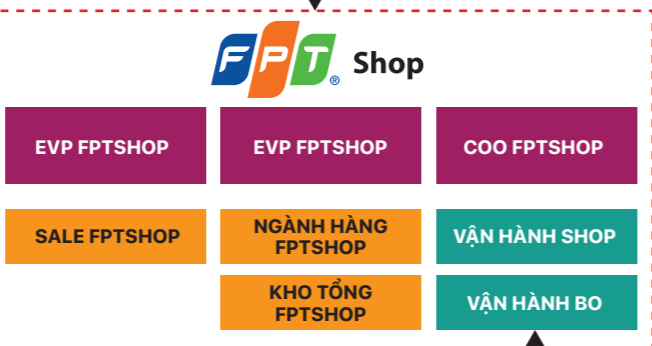 FPT® Shop
EVP FPTSHOP
EVP FPTSHOP
COO FPTSHOP
SALE FPTSHOP
NGÀNH HÀNG
FPTSHOP
VẬN HÀNH SHOP
KHO TỔNG
FPTSHOP
VẬN HÀNH BO